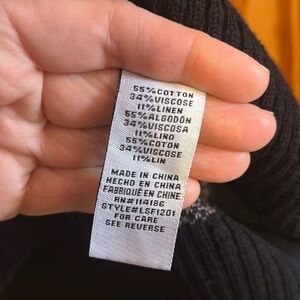 55%COTTON
34%VISCOSE
11%LINEN
55%ALGODÓN
34%VISCOSA
11%LINO
55%COTON
34%VISCOSE
11%LIN
MADE IN CHINA
HECHO EN CHINA
FABRIQUÉ EN CHINE
RN#114186
STYLE#LSF1201
FOR CARE
SEE REVERSE